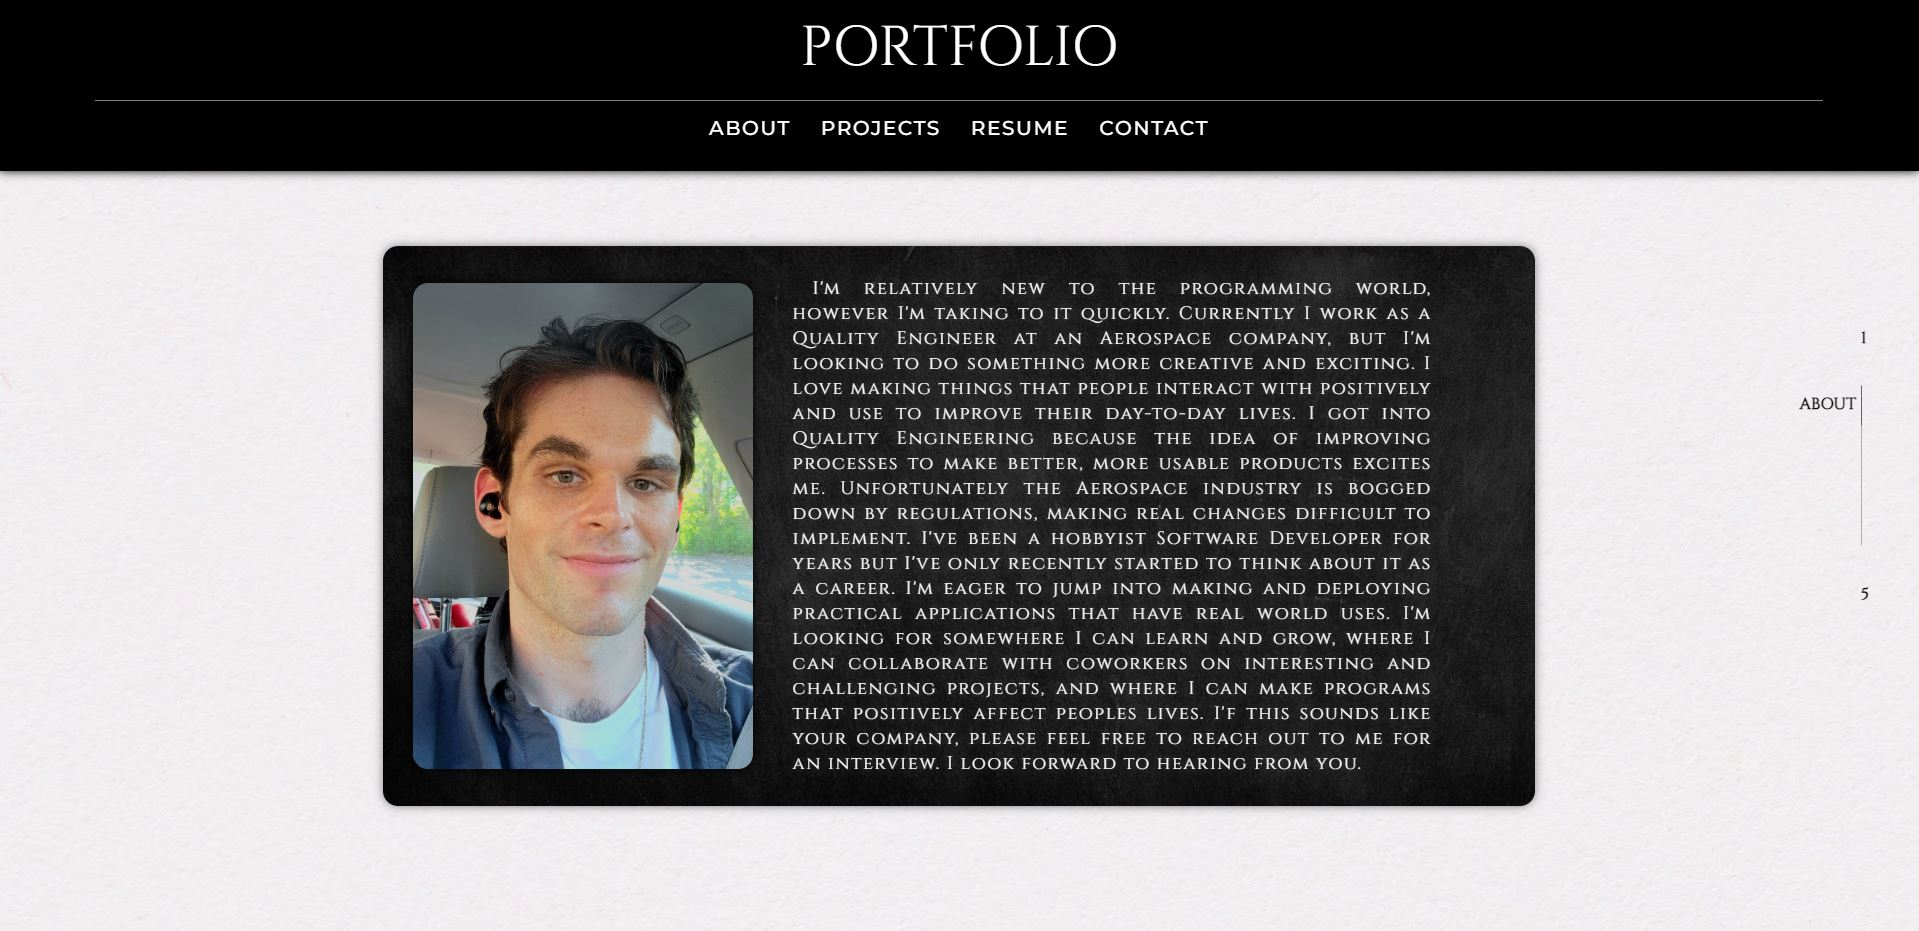 PORTFOLIO
ABOUT PROJECTS RESUME CONTACT
I'm relatively new to the programming world,
however I'm taking to it quickly. Currently I work as a
Quality Engineer at an Aerospace company, but I'm
looking to do something more creative and exciting. I
love making things that people interact with positively
and use to improve their day-to-day lives. I got into
Quality Engineering because the idea of improving
processes to make better, more usable products excites
me. Unfortunately the Aerospace industry is bogged
down by regulations, making real changes difficult to
implement. I've been a hobbyist Software Developer for
years but I've only recently started to think about it as
a career. I'm eager to jump into making and deploying
practical applications that have real world uses. I'm
looking for somewhere I can learn and grow, where I
can collaborate with coworkers on interesting and
challenging projects, and where I can make programs
that positively affect peoples lives. I'f this sounds like
your company, please feel free to reach out to me for
an interview. I look forward to hearing from you.
1
ABOUT
5